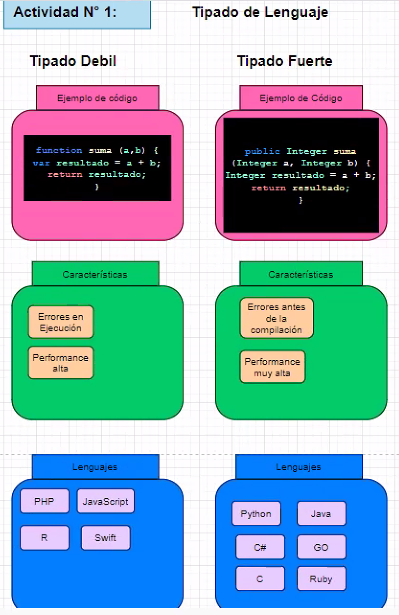 Actividad N° 1:
Tipado de Lenguaje
Tipado Debil
Tipado Fuerte
Ejemplo de código
function suma (a,b) {
var resultado = a + b;
return resultado;
}
Ejemplo de Código
public Integer suma
(Integer a, Integer b) {
Integer resultado = a + b;
return resultado;
}
Características
Errores en
Ejecución
Performance
alta
Características
Errores antes
de la
compilación
Performance
muy alta
Lenguajes
PHP
JavaScript
R
Swift
Lenguajes
Python
Java
C#
GO
C
Ruby